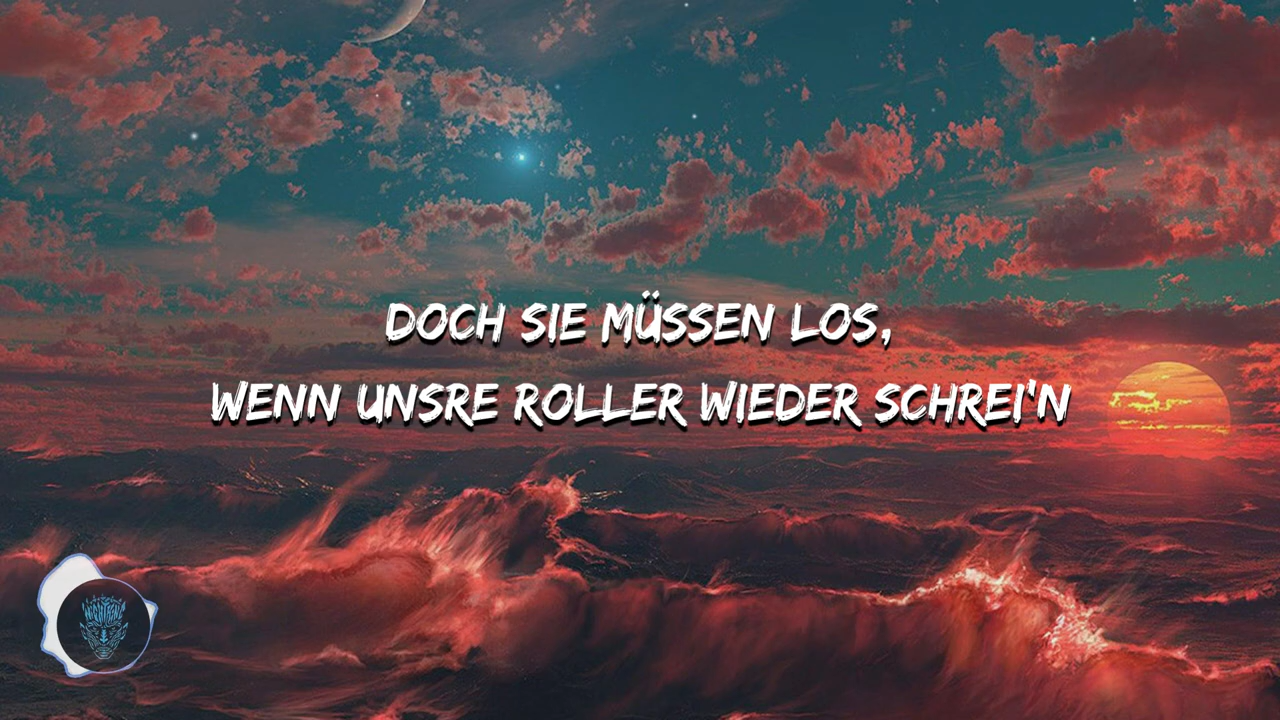 DOCH SIE MÜSSEN LOS,
WENN UNSRE ROLLER WIEDER SCHREI'N